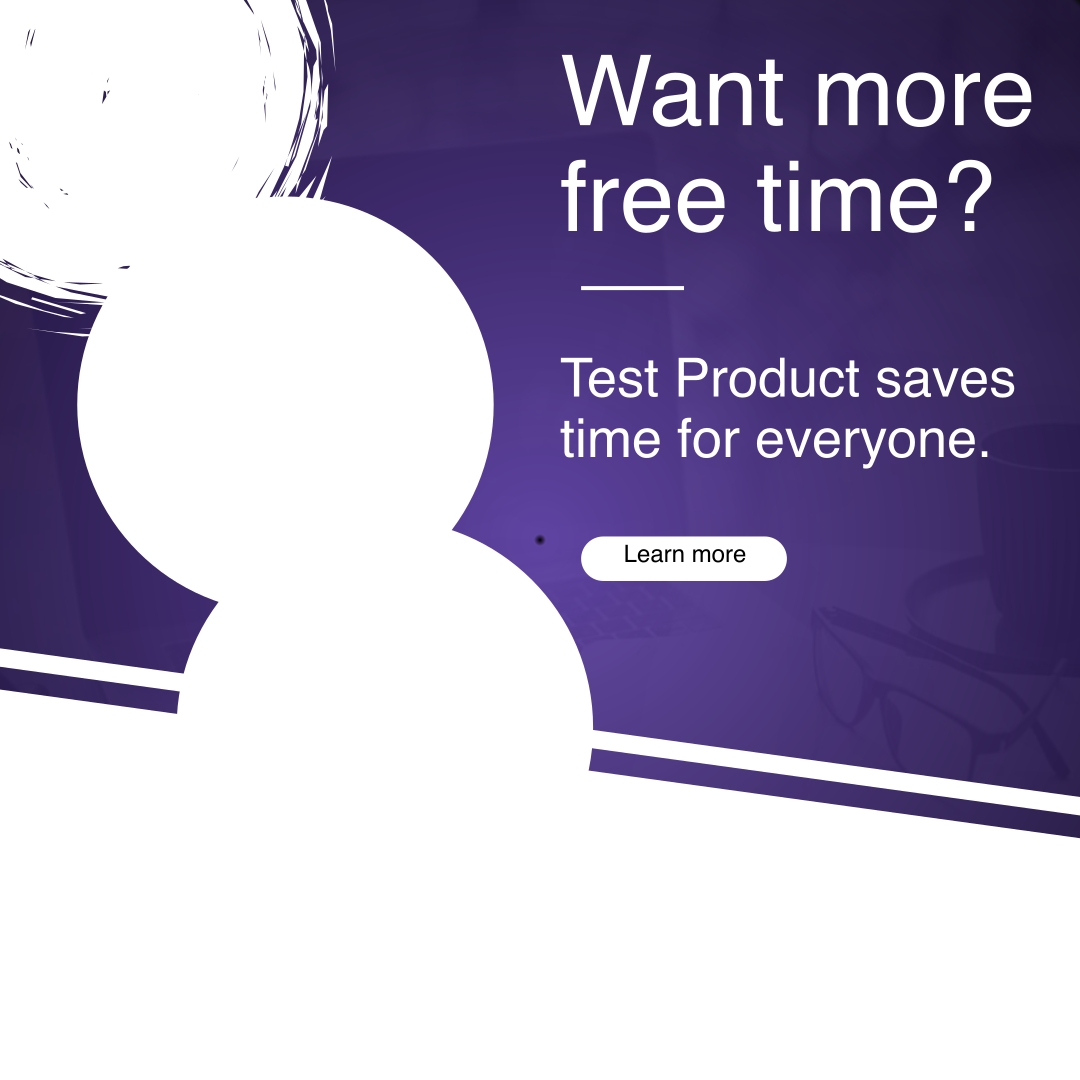 Want more
free time?
Test Product saves
time for everyone.
Learn more